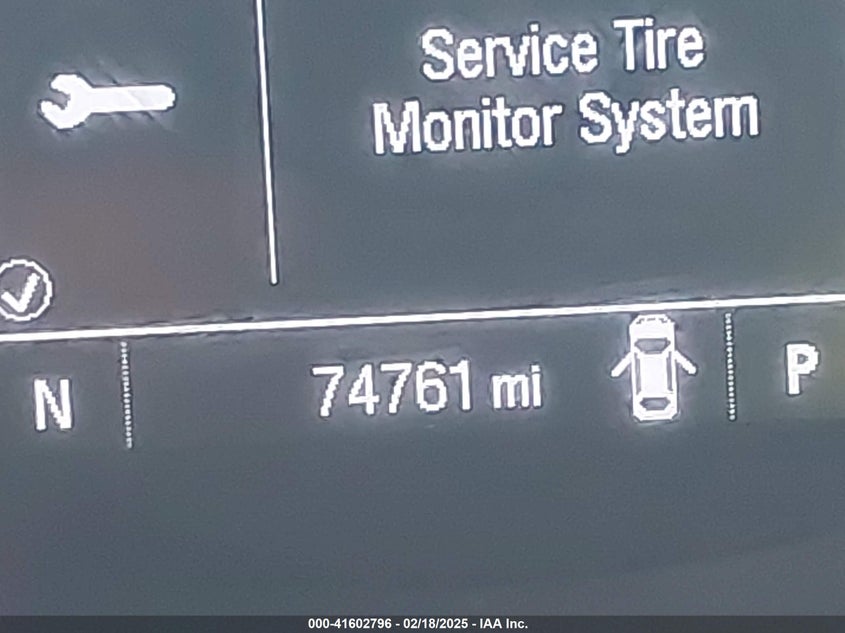 Service Tire
Monitor System
N
74761 mi
P
000-41602796 - 02/18/2025 - IAA Inc.